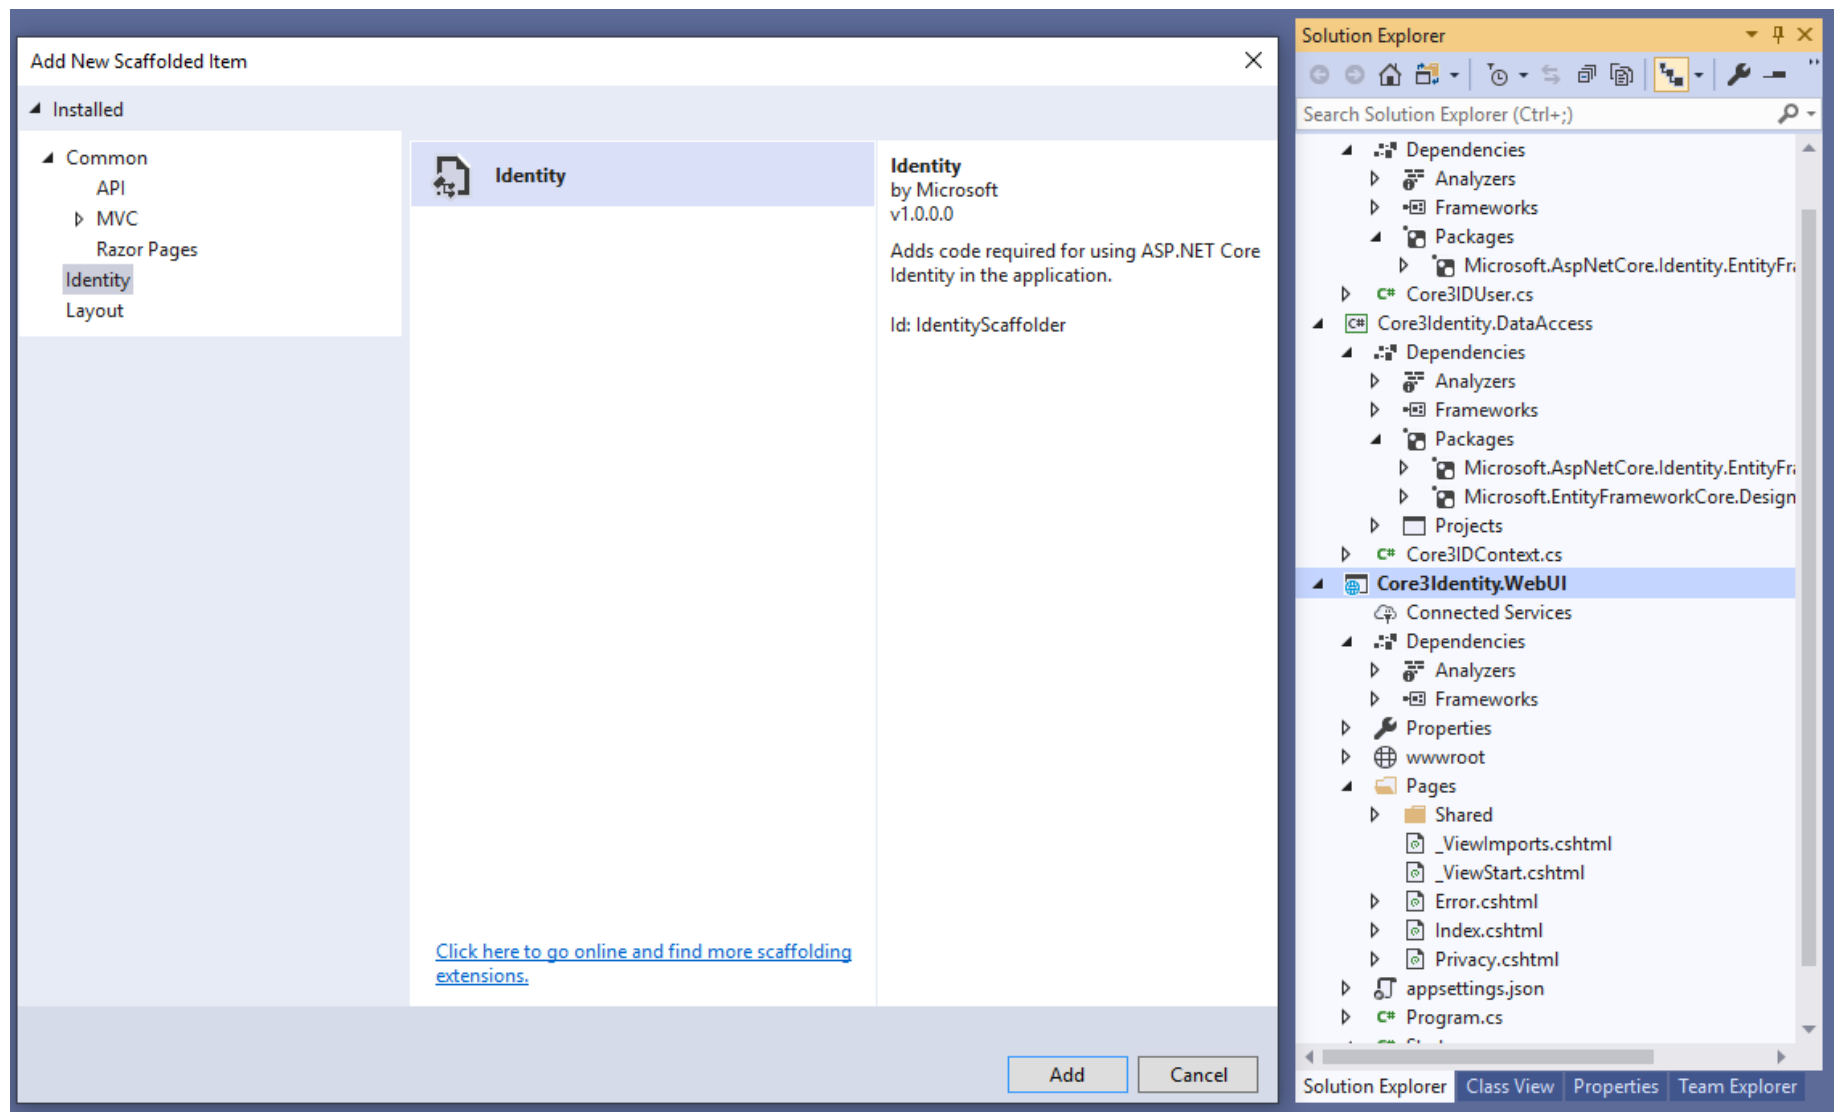 Add New Scaffolded Item
Installed
Common
API
MVC
Razor Pages
Identity
Layout
Identity
Click here to go online and find more scaffolding
extensions.
Identity
by Microsoft
v1.0.0.0
Adds code required for using ASP.NET Core
Identity in the application.
Id: IdentityScaffolder
Add
Cancel
Solution Explorer
Search Solution Explorer (Ctrl+;)
Dependencies
Analyzers
Frameworks
Packages
Microsoft.AspNetCore.Identity.EntityFr
C# Core3IDUser.cs
C# Core3Identity.DataAccess
Dependencies
Analyzers
Frameworks
Packages
Microsoft.AspNetCore.Identity.EntityFr
Microsoft.EntityFrameworkCore.Design
Projects
C# Core3IDContext.cs
Core3Identity.WebUI
Connected Services
Dependencies
Analyzers
Frameworks
Properties
wwwroot
Pages
Shared
_ViewImports.cshtml
_ViewStart.cshtml
Error.cshtml
Index.cshtml
Privacy.cshtml
appsettings.json
C# Program.cs
Solution Explorer
Class View
Properties
Team Explorer